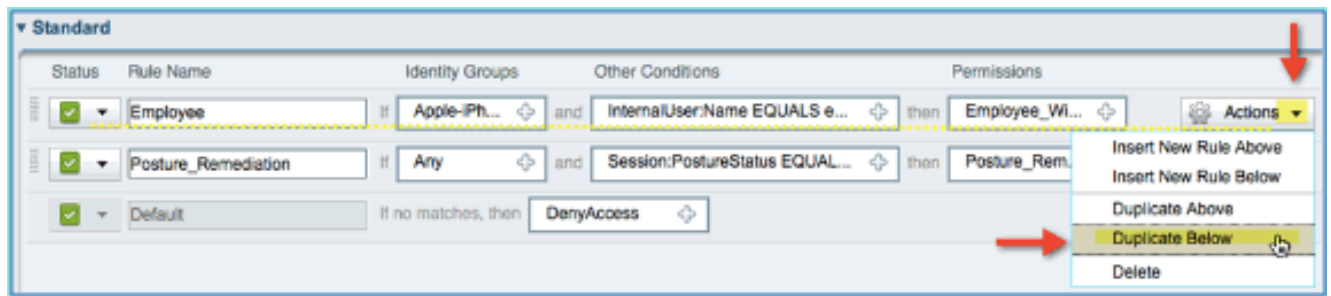 Standard
Status Rule Name Identity Groups Other Conditions Permissions
Employee If Apple-iPh... and InternalUser:Name EQUALS e... then Employee_Wi... Actions
Posture_Remediation If Any and Session:PostureStatus EQUAL... then Posture_Rem.
Default If no matches, then DenyAccess
Insert New Rule Above
Insert New Rule Below
Duplicate Above
Duplicate Below
Delete